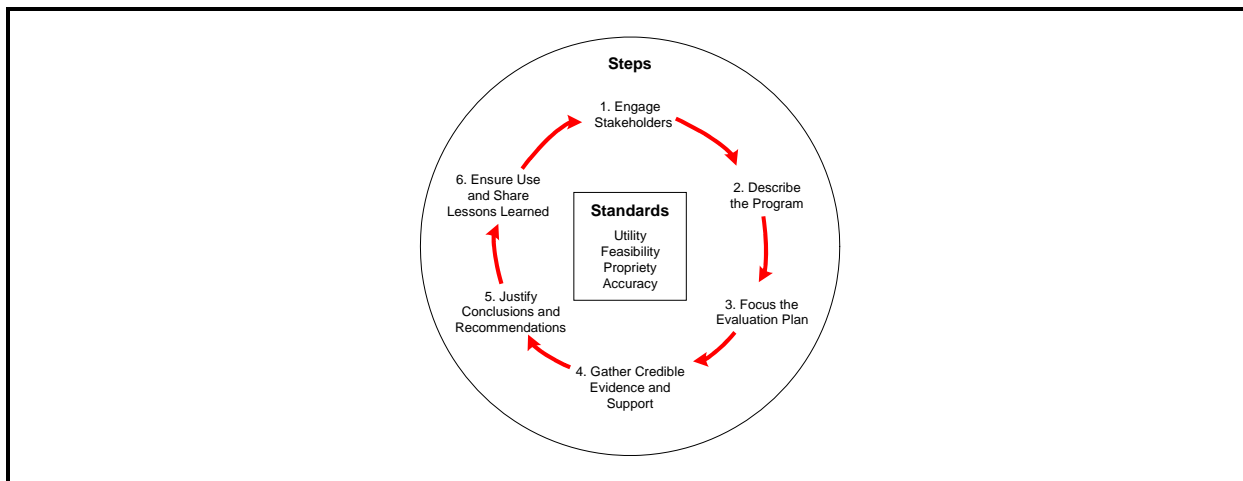 Steps
1. Engage
Stakeholders
2. Describe
the Program
3. Focus the
Evaluation Plan
4. Gather Credible
Evidence and
Support
5. Justify
Conclusions and
Recommendations
6. Ensure Use
and Share
Lessons Learned
Standards
Utility
Feasibility
Propriety
Accuracy